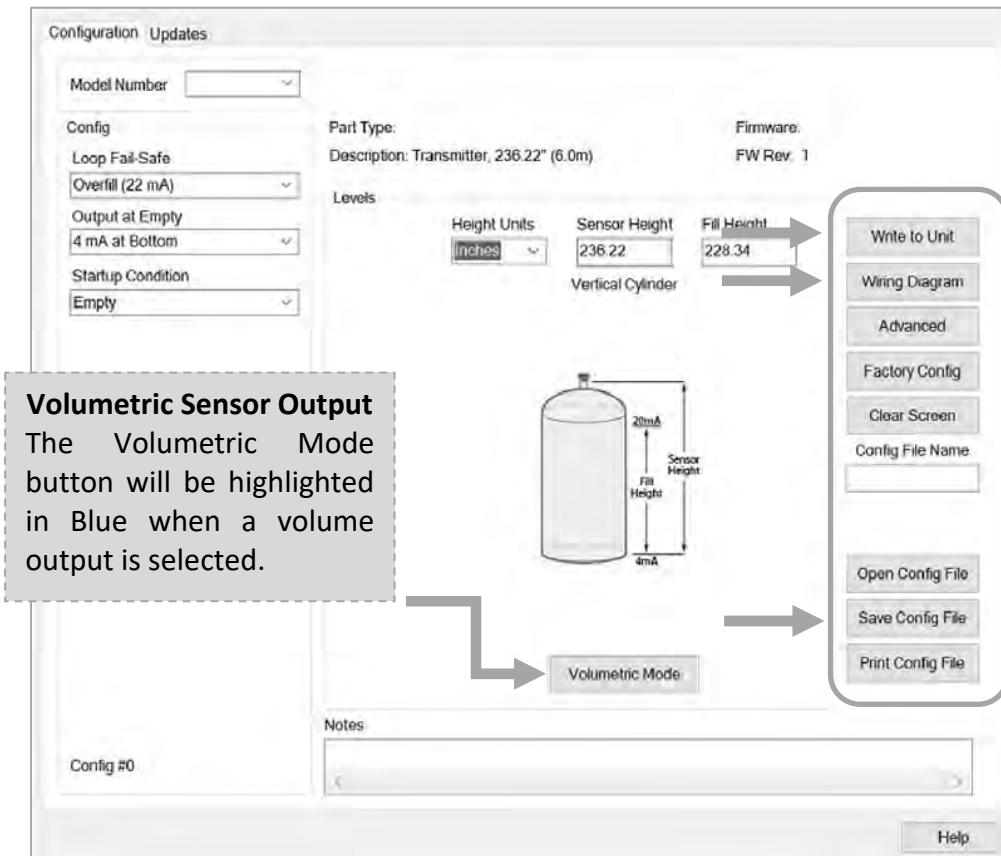 Configuration Updates
Model Number
Config
Loop Fail-Safe
Overfill (22 mA)
Output at Empty
4 mA at Bottom
Startup Condition
Empty
Part Type:
Description: Transmitter, 236.22" (6.0m)
Firmware:
FW Rev: 1
Levels
Height Units Sensor Height Fill Height
Inches 236.22 228.34
Vertical Cylinder
20mA
Sensor
Height
Fill
Height
4mA
Volumetric Sensor Output
The Volumetric Mode
button will be highlighted
in Blue when a volume
output is selected.
Volumetric Mode
Write to Unit
Wiring Diagram
Advanced
Factory Config
Clear Screen
Config File Name
Open Config File
Save Config File
Print Config File
Notes
Config #0
Help